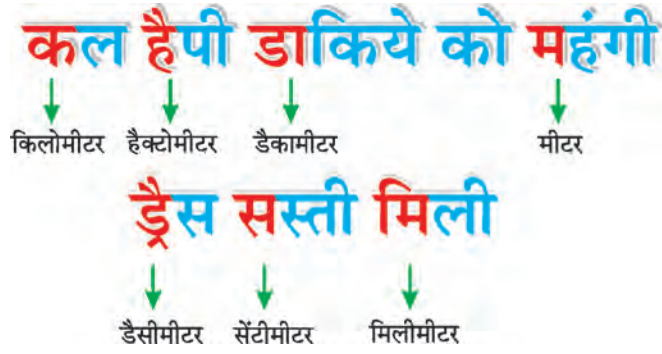 कल हैपी डाकिये को महंगी
किलोमीटर हैक्टोमीटर डैकामीटर मीटर
ड्रैस सस्ती मिली
डैसीमीटर सेंटीमीटर मिलीमीटर